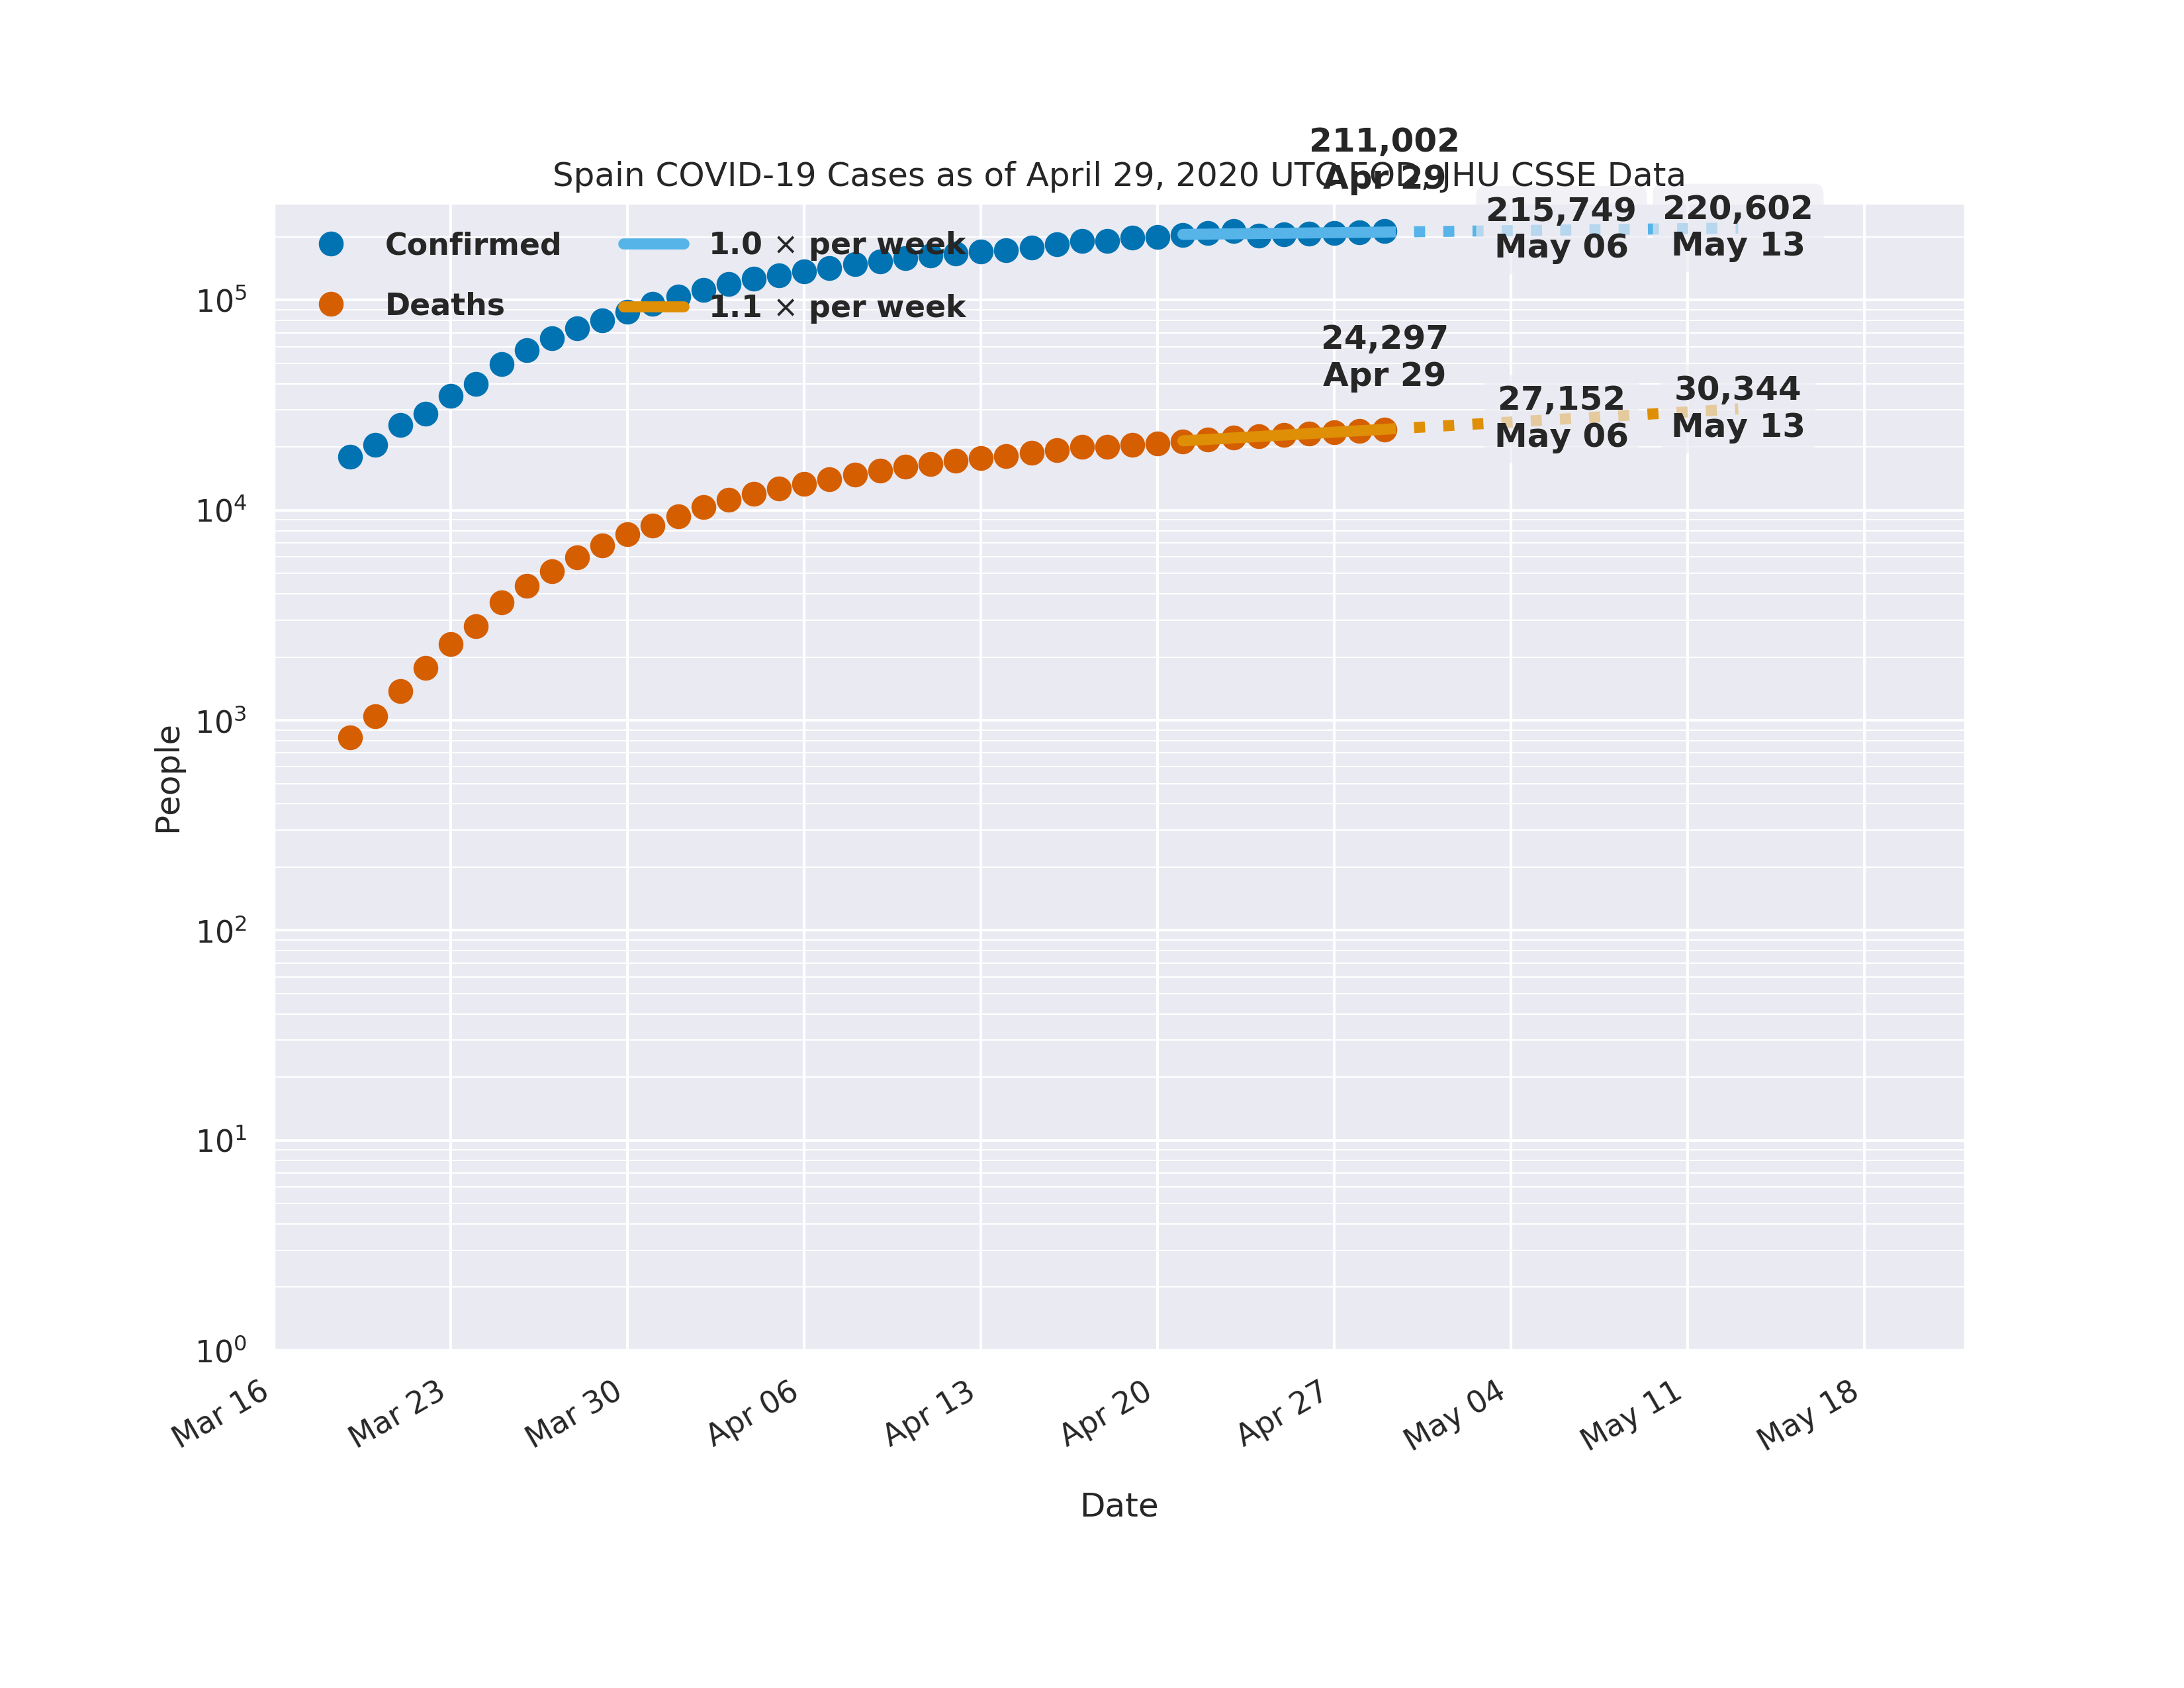 211,002
Apr 29
Spain COVID-19 Cases as of April 29, 2020 UTC EOD, JHU CSSE Data
215,749
May 06
220,602
May 13
Confirmed
Deaths
1.0 × per week
1.1 × per week
24,297
Apr 29
27,152
May 06
30,344
May 13
People
10⁵
10⁴
10³
10²
10¹
10⁰
Mar 16
Mar 23
Mar 30
Apr 06
Apr 13
Apr 20
Apr 27
May 04
May 11
May 18
Date